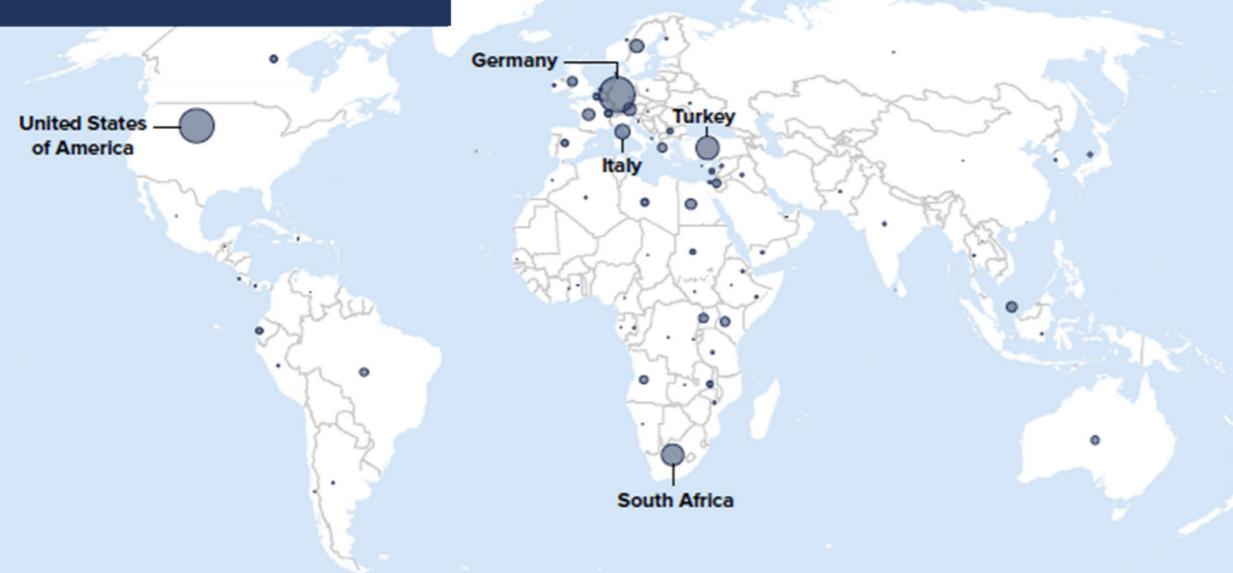 Germany
United States
of America
Turkey
Italy
South Africa